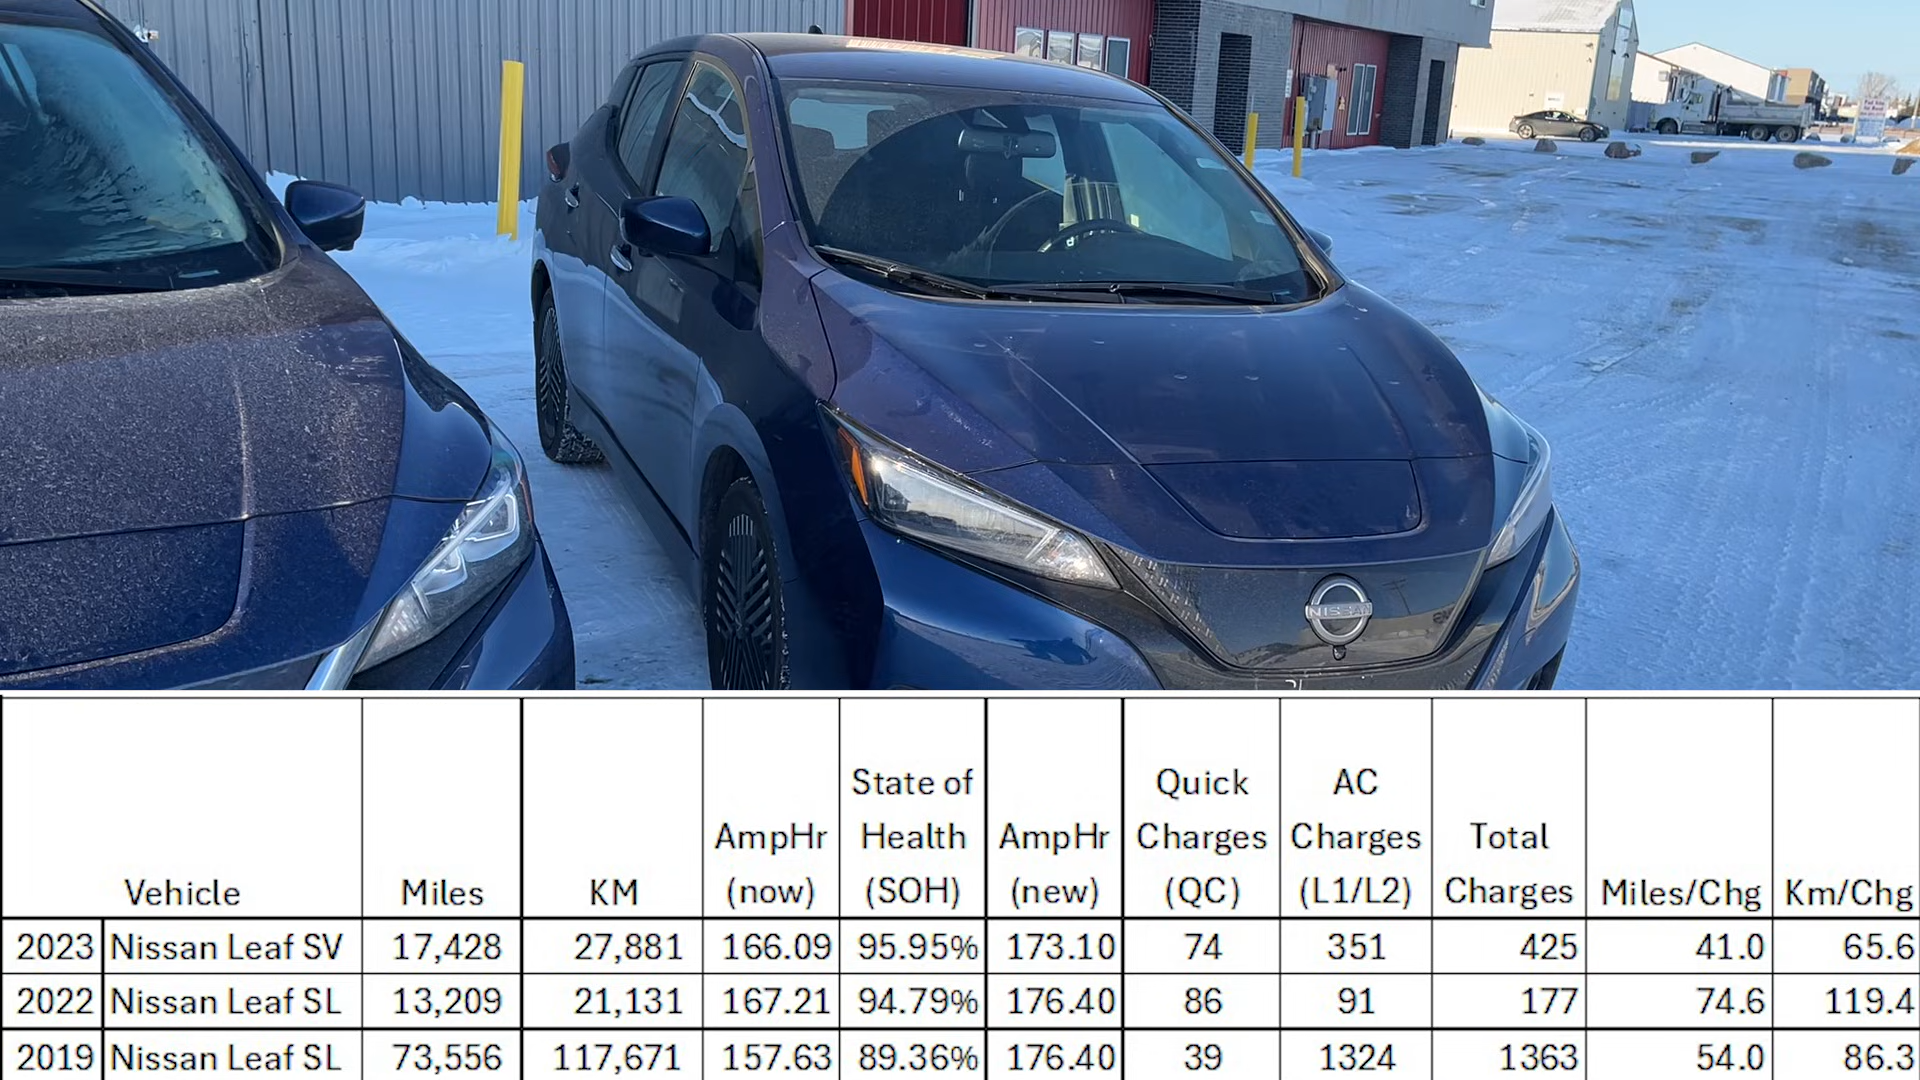 NISSAN
Vehicle Miles KM AmpHr (now) State of Health (SOH) AmpHr (new) Quick Charges (QC) AC Charges (L1/L2) Total Charges Miles/Chg Km/Chg
2023 Nissan Leaf SV 17,428 27,881 166.09 95.95% 173.10 74 351 425 41.0 65.6
2022 Nissan Leaf SL 13,209 21,131 167.21 94.79% 176.40 86 91 177 74.6 119.4
2019 Nissan Leaf SL 73,556 117,671 157.63 89.36% 176.40 39 1324 1363 54.0 86.3